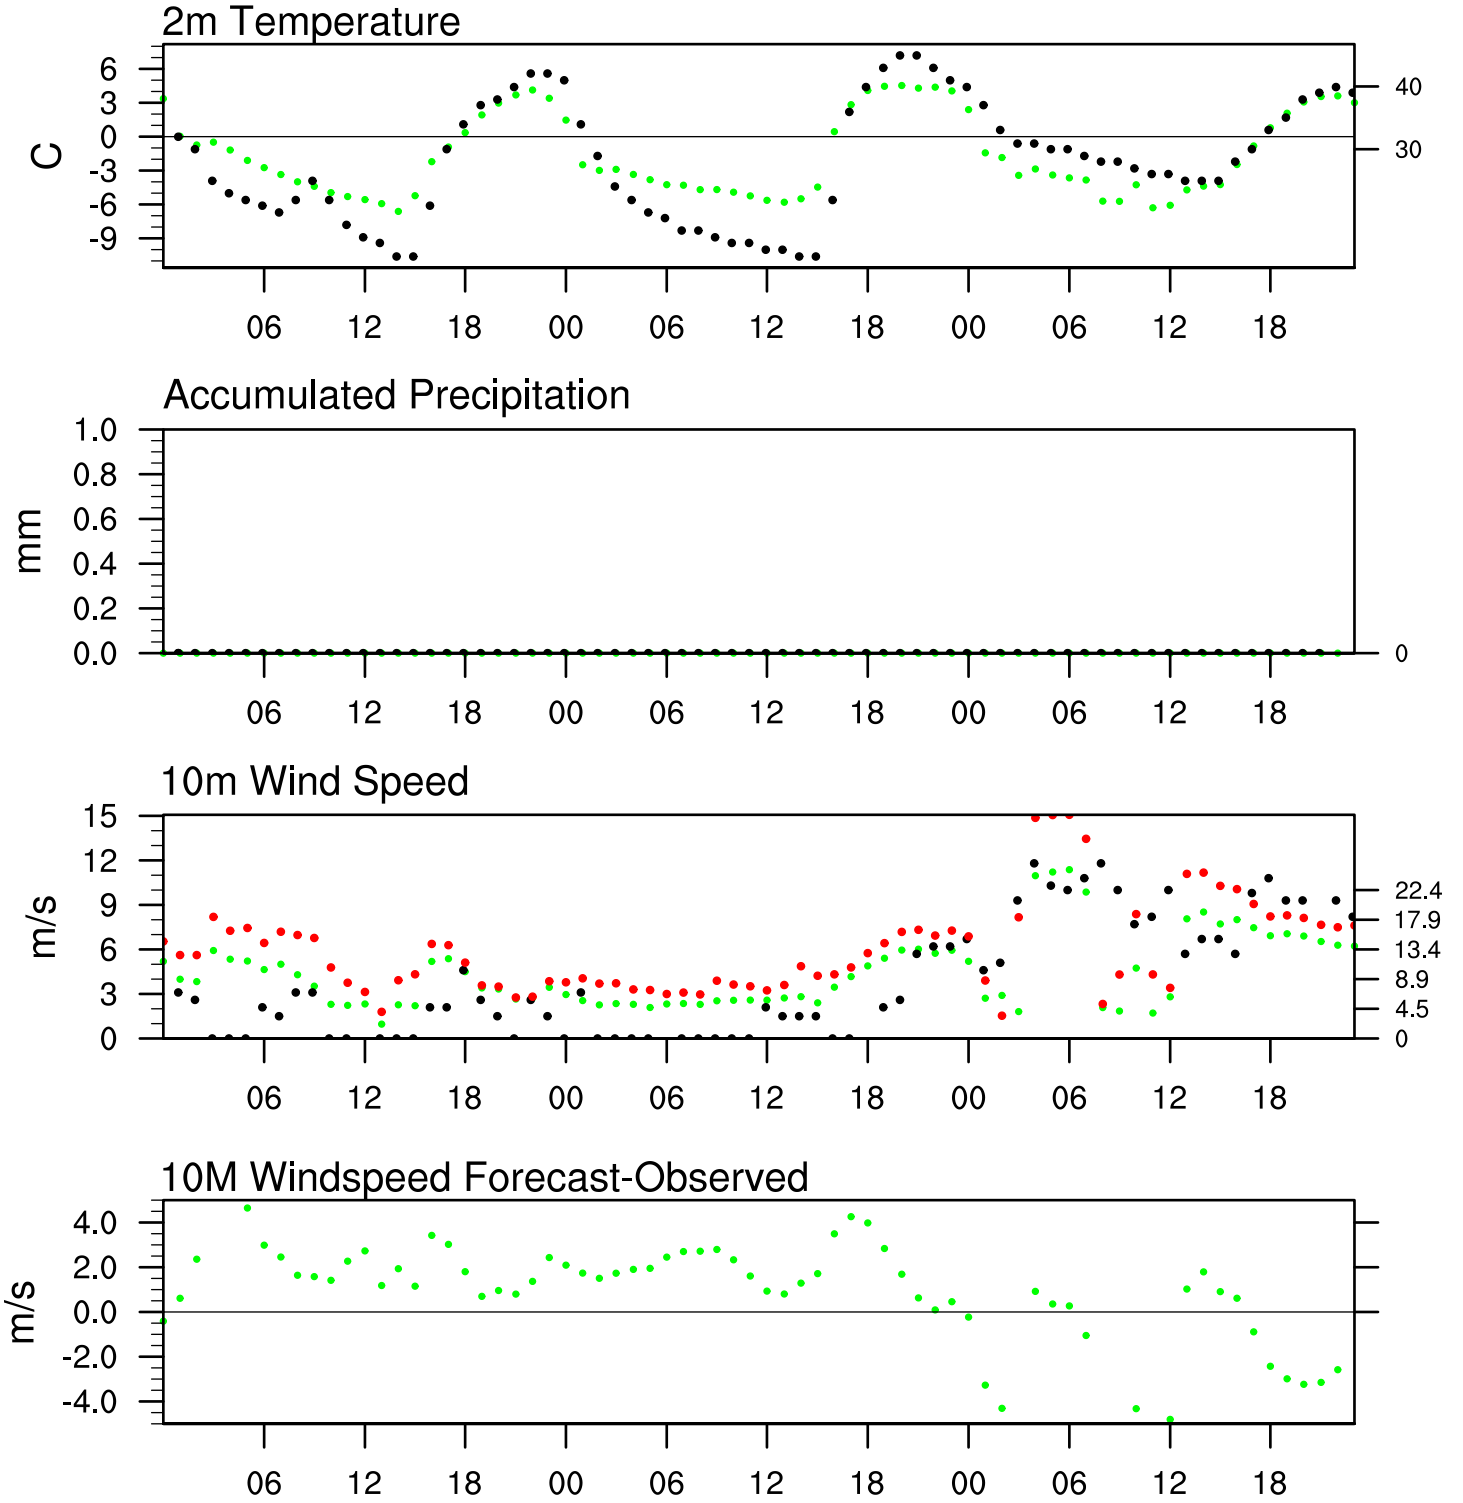 2m Temperature
6
3
0
-3
-6
-9
C
40
30
06 12 18 00 06 12 18 00 06 12 18
Accumulated Precipitation
1.0
0.8
0.6
0.4
0.2
0.0
mm
0
06 12 18 00 06 12 18 00 06 12 18
10m Wind Speed
15
12
9
6
3
0
m/s
22.4
17.9
13.4
8.9
4.5
0
06 12 18 00 06 12 18 00 06 12 18
10M Windspeed Forecast-Observed
4.0
2.0
0.0
-2.0
-4.0
m/s
06 12 18 00 06 12 18 00 06 12 18